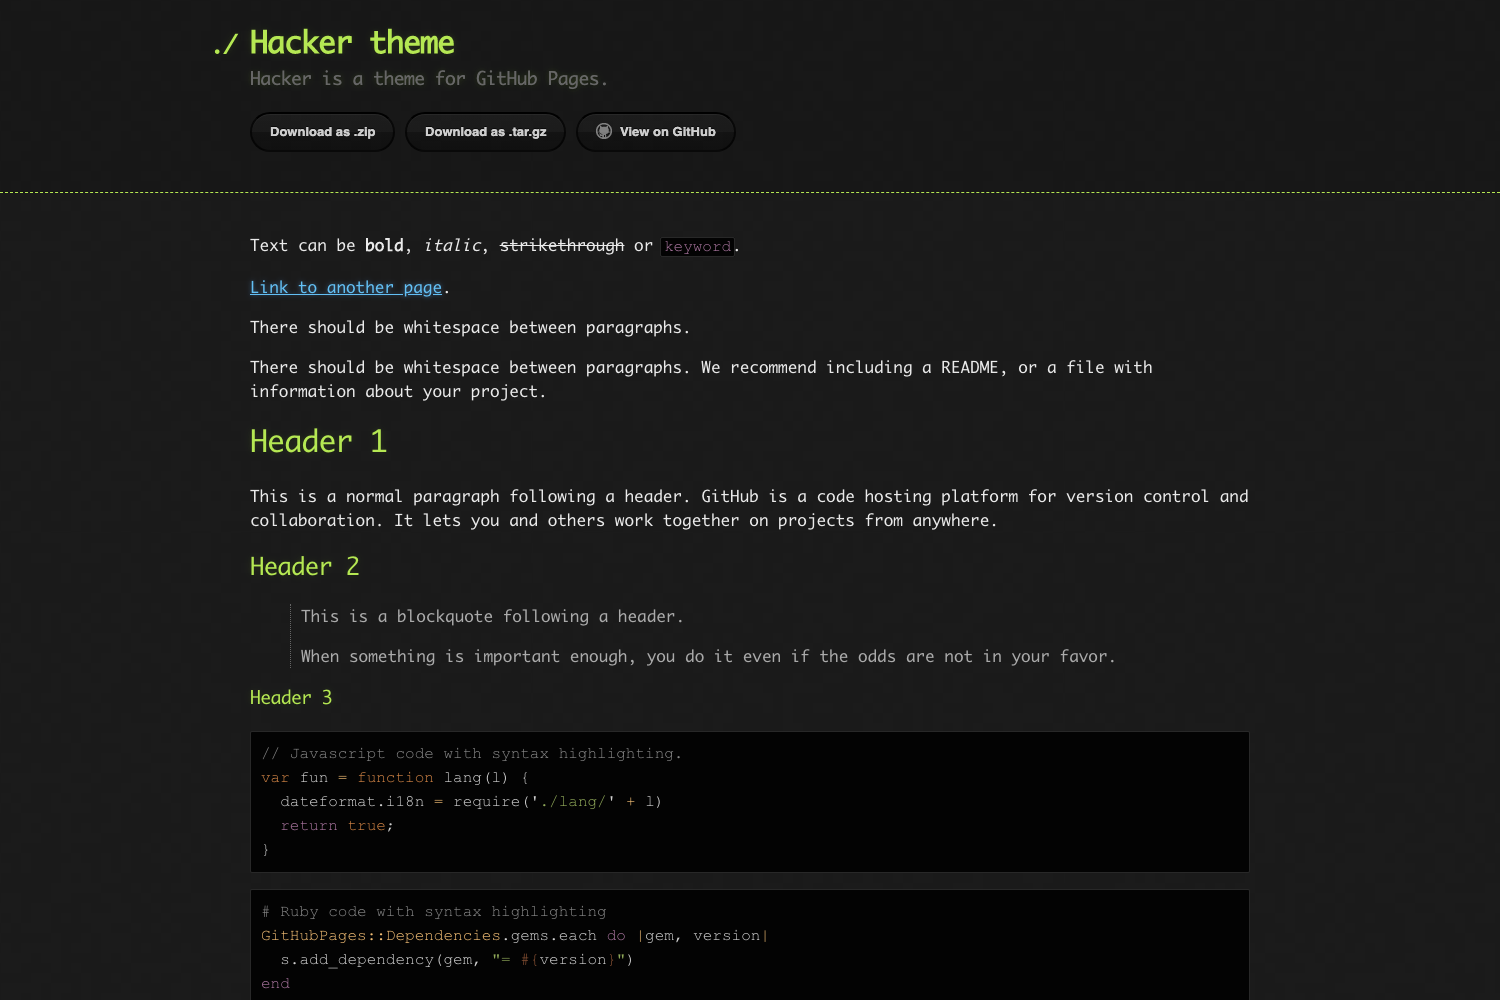 ./ Hacker theme
Hacker is a theme for GitHub Pages.
Download as .zip Download as .tar.gz View on GitHub
Text can be bold, italic, strikethrough or keyword.
Link to another page.
There should be whitespace between paragraphs.
There should be whitespace between paragraphs. We recommend including a README, or a file with
information about your project.
Header 1
This is a normal paragraph following a header. GitHub is a code hosting platform for version control and
collaboration. It lets you and others work together on projects from anywhere.
Header 2
This is a blockquote following a header.
When something is important enough, you do it even if the odds are not in your favor.
Header 3
// Javascript code with syntax highlighting.
var fun = function lang(l) {
  dateformat.i18n = require('./lang/' + l)
  return true;
}
# Ruby code with syntax highlighting
GitHubPages::Dependencies.gems.each do |gem, version|
  s.add_dependency(gem, "= #{version}")
end